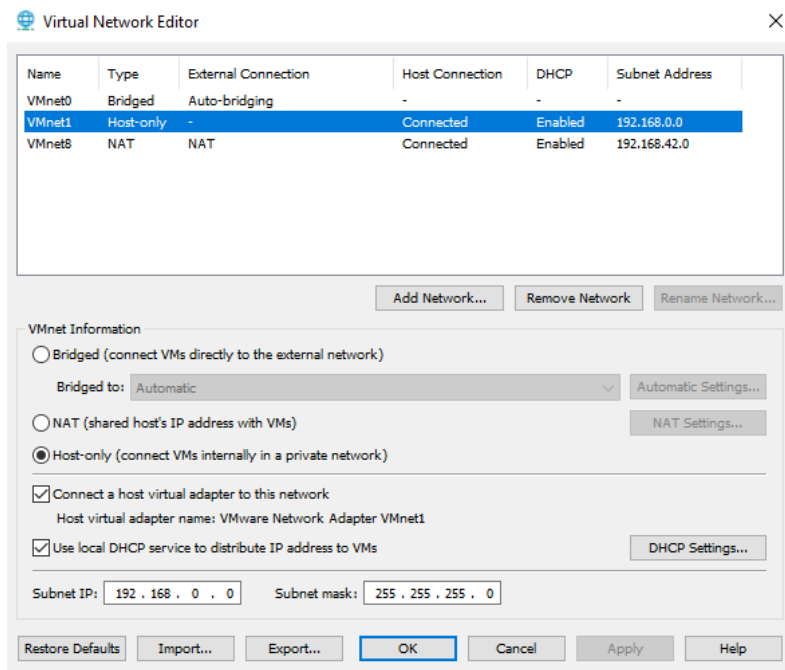 Virtual Network Editor
Name Type External Connection Host Connection DHCP Subnet Address
VMnet0 Bridged Auto-bridging - - -
VMnet1 Host-only - Connected Enabled 192.168.0.0
VMnet8 NAT NAT Connected Enabled 192.168.42.0
Add Network... Remove Network Rename Network...
VMnet Information
Bridged (connect VMs directly to the external network)
Bridged to: Automatic Automatic Settings...
NAT (shared host's IP address with VMs) NAT Settings...
Host-only (connect VMs internally in a private network)
Connect a host virtual adapter to this network
Host virtual adapter name: VMware Network Adapter VMnet1
Use local DHCP service to distribute IP address to VMs DHCP Settings...
Subnet IP: 192 . 168 . 0 . 0 Subnet mask: 255 . 255 . 255 . 0
Restore Defaults Import... Export... OK Cancel Apply Help